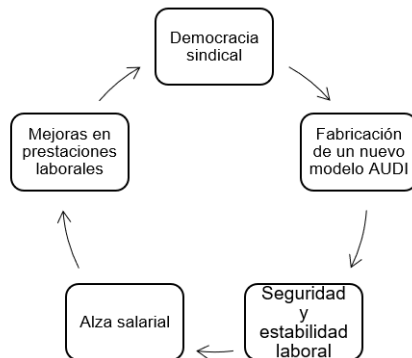 Democracia
sindical
Fabricación
de un nuevo
modelo AUDI
Seguridad
y
estabilidad
laboral
Alza salarial
Mejoras en
prestaciones
laborales